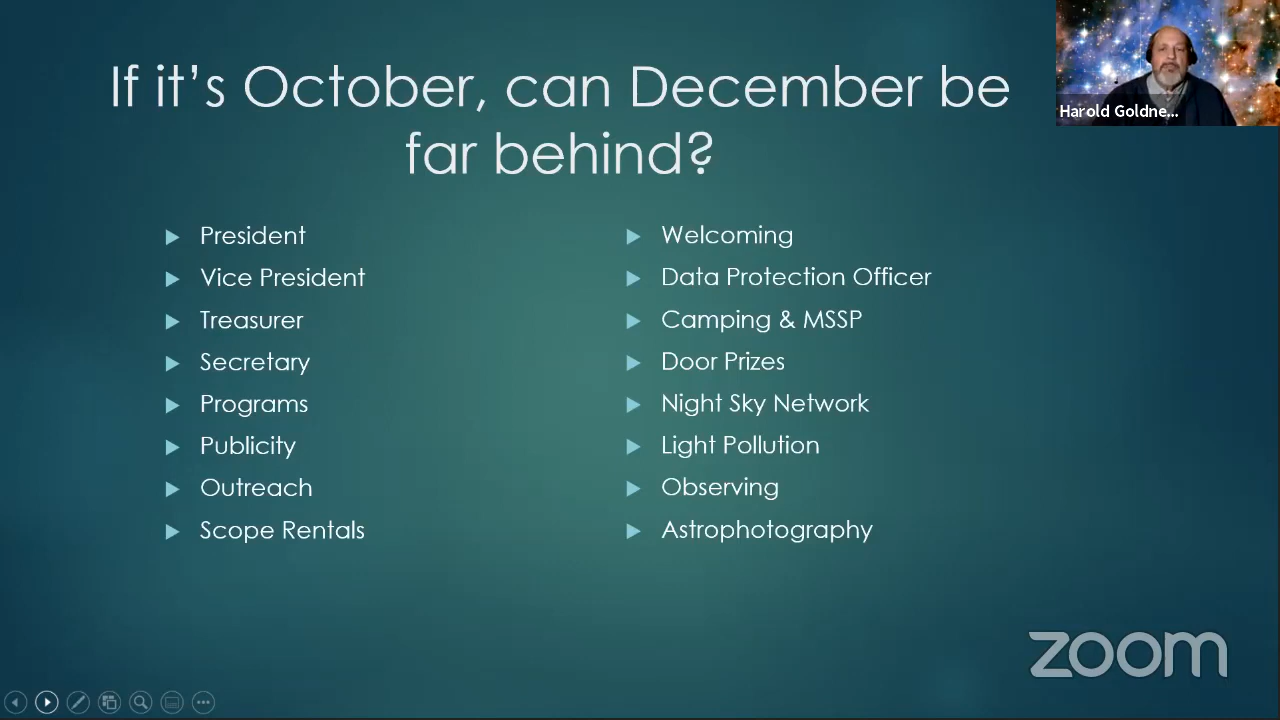 If it's October, can December be
far behind?
President
Vice President
Treasurer
Secretary
Programs
Publicity
Outreach
Scope Rentals
Welcoming
Data Protection Officer
Camping & MSSP
Door Prizes
Night Sky Network
Light Pollution
Observing
Astrophotography
Harold Goldne...
zoom